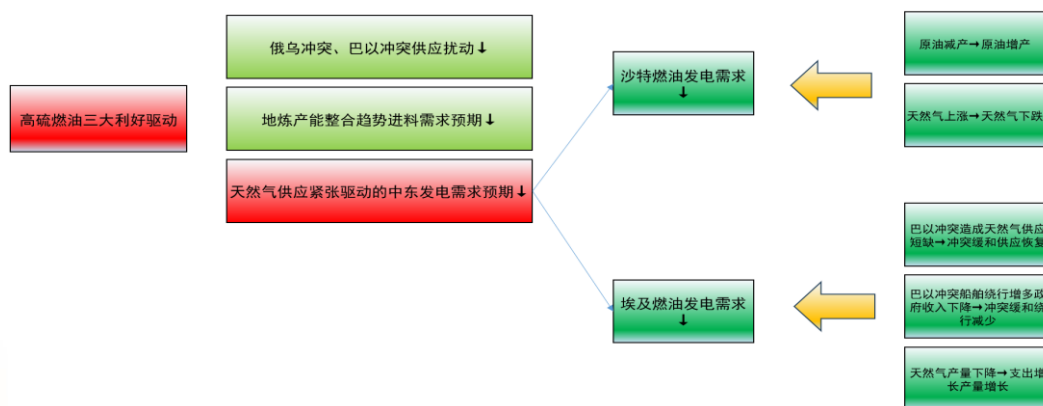 高硫燃油三大利好驱动
俄乌冲突、巴以冲突供应扰动↓
地炼产能整合趋势进料需求预期↓
天然气供应紧张驱动的中东发电需求预期↓
沙特燃油发电需求
↓
原油减产→原油增产
天然气上涨→天然气下跌
埃及燃油发电需求
↓
巴以冲突造成天然气供应
短缺→冲突缓和供应恢复
巴以冲突船舶绕行增多政
府收入下降→冲突缓和绕
行减少
天然气产量下降→支出增
长产量增长